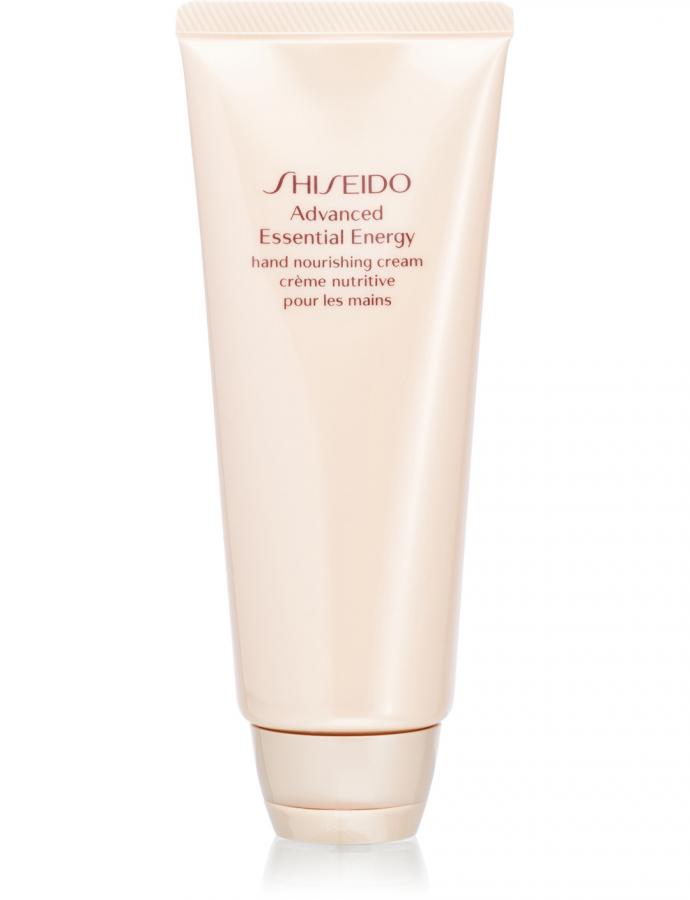 SHISEIDO
Advanced
Essential Energy
hand nourishing cream
crème nutritive
pour les mains